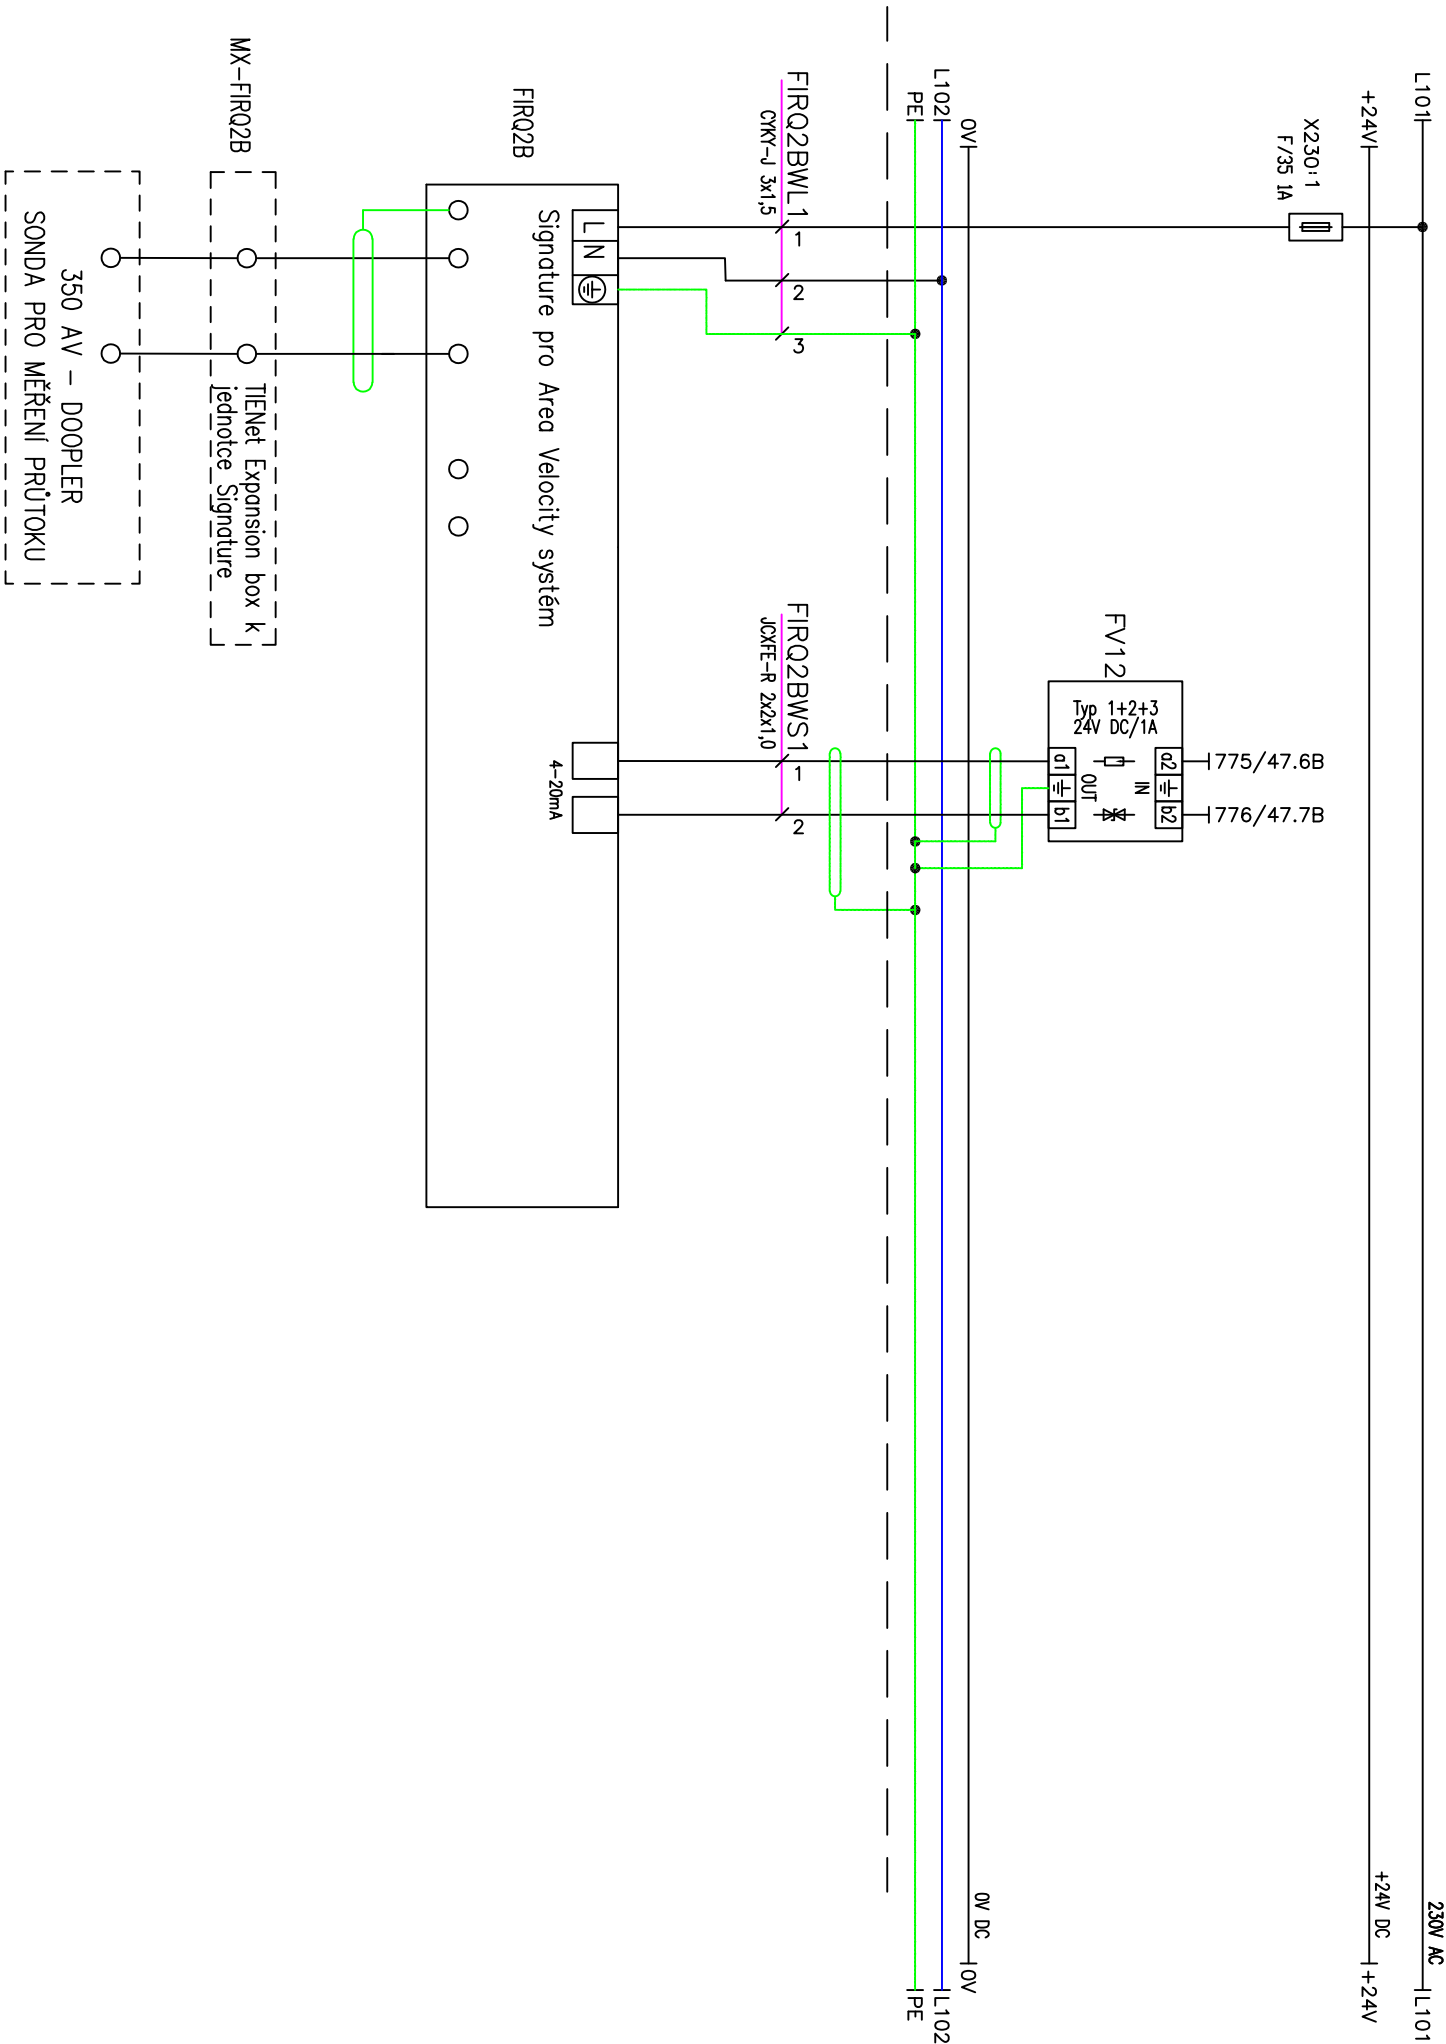 L101
230V AC
L101
+24V
+24V DC
+24V
X230:1
F/35 1A
775/47.6B
776/47.7B
FV12
Typ 1+2+3
24V DC/1A
a2
b2
IN
OUT
a1
b1
0V
0V DC
0V
L102
L102
PE
PE
FIRQ2BWL1
CYKY-J 3x1,5
1
2
3
FIRQ2BWS1
JCXFE-R 2x2x1,0
1
2
FIRQ2B
L
N
Signature pro Area Velocity systém
4-20mA
MX-FIRQ2B
TIENet Expansion box k
jednotce Signature
350 AV - DOOPLER
SONDA PRO MĚŘENÍ PRŮTOKU